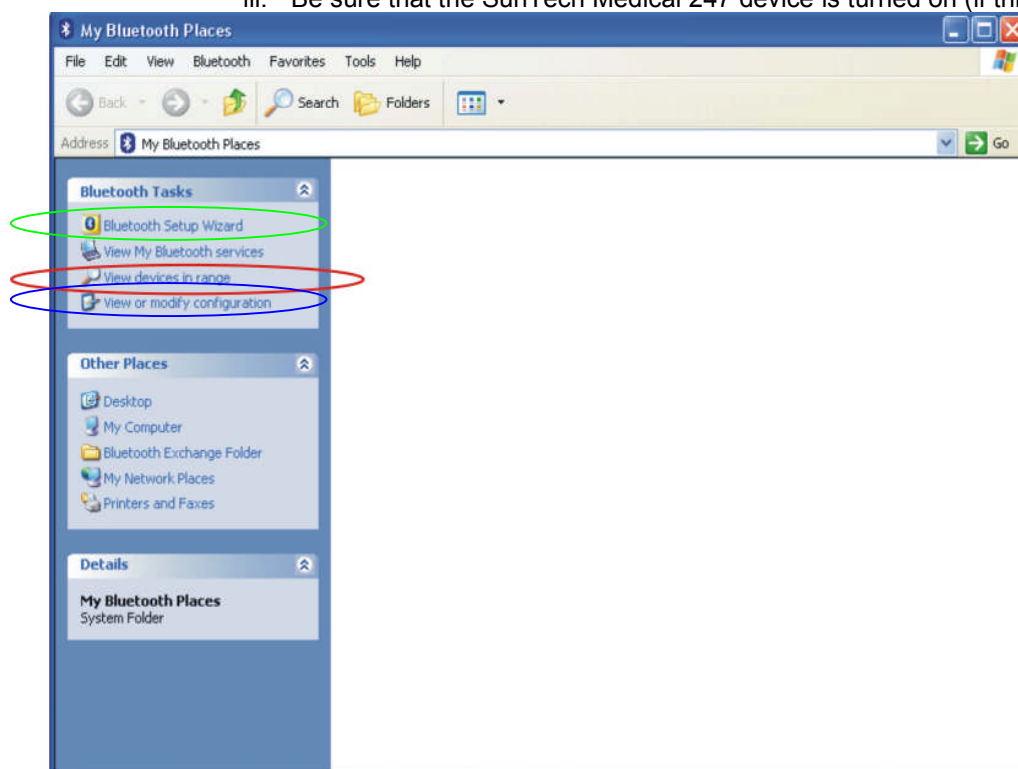 iii. Be sure that the SunTech Medical 247 device is turned on (if
My Bluetooth Places
File Edit View Bluetooth Favorites Tools Help
Back Search Folders
Address My Bluetooth Places Go
Bluetooth Tasks
Bluetooth Setup Wizard
View My Bluetooth services
View devices in range
View or modify configuration
Other Places
Desktop
My Computer
Bluetooth Exchange Folder
My Network Places
Printers and Faxes
Details
My Bluetooth Places
System Folder